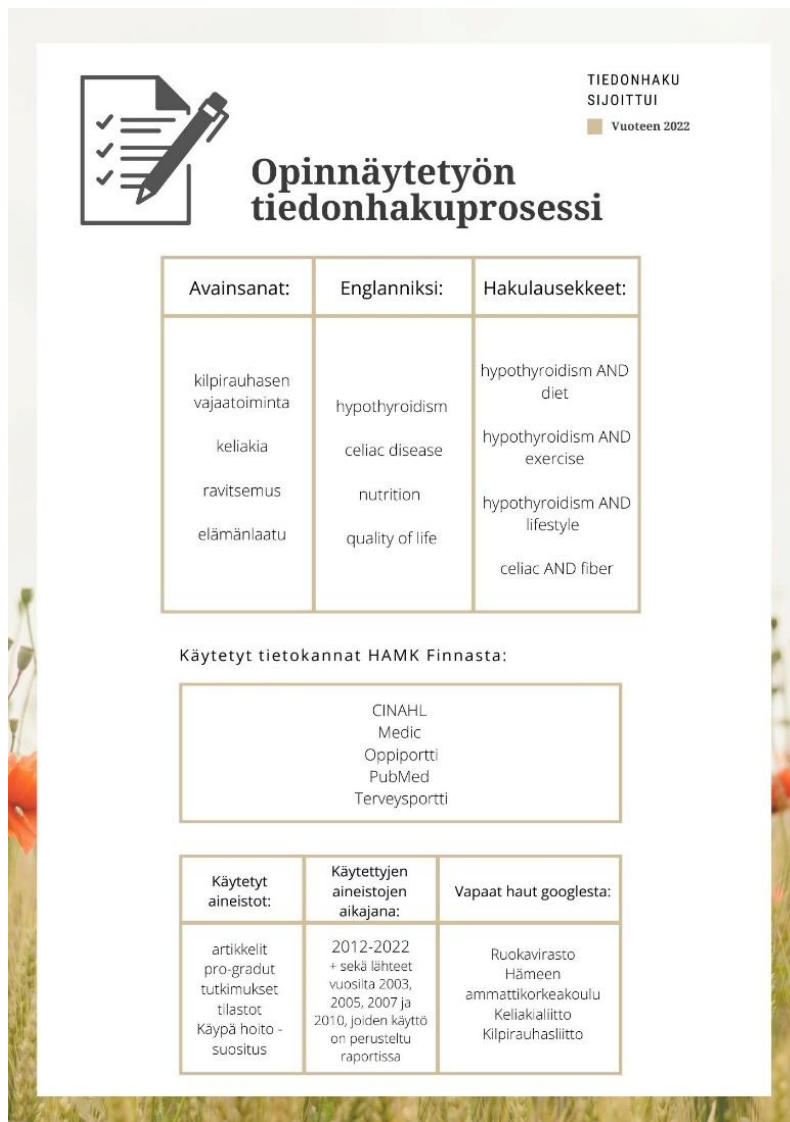 TIEDONHAKU
SIJOITTUI
Vuoteen 2022
Opinnäytetyön
tiedonhakuprosessi
Avainsanat:
Englanniksi:
Hakulausekkeet:
kilpirauhasen
vajaatoiminta
keliakia
ravitsemus
elämänlaatu
hypothyroidism
celiac disease
nutrition
quality of life
hypothyroidism AND
diet
hypothyroidism AND
exercise
hypothyroidism AND
lifestyle
celiac AND fiber
Käytetyt tietokannat HAMK Finnasta:
CINAHL
Medic
Oppiportti
PubMed
Terveysportti
Käytetyt
aineistot:
Käytettyjen
aineistojen
aikajana:
Vapaat haut googlesta:
artikkelit
pro-gradut
tutkimukset
tilastot
Käypä hoito -
suositus
2012-2022
+ sekä lähteet
vuosilta 2003,
2005, 2007 ja
2010, joiden käyttö
on perusteltu
raportissa
Ruokavirasto
Hämeen
ammattikorkeakoulu
Keliakialiitto
Kilpirauhasliitto